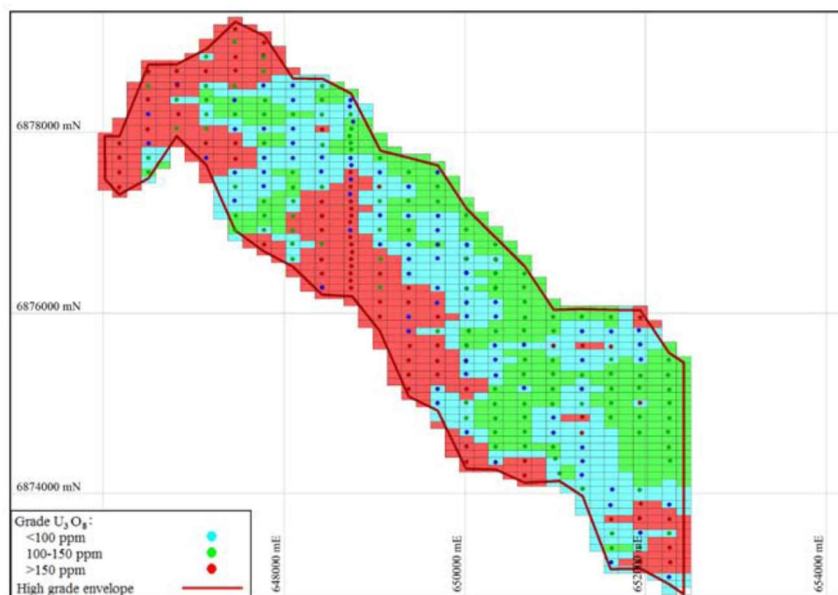 6878000 mN
6876000 mN
6874000 mN
648000 mE
650000 mE
652000 mE
654000 mE
Grade U₃O₈:
<100 ppm
100-150 ppm
>150 ppm
High grade envelope